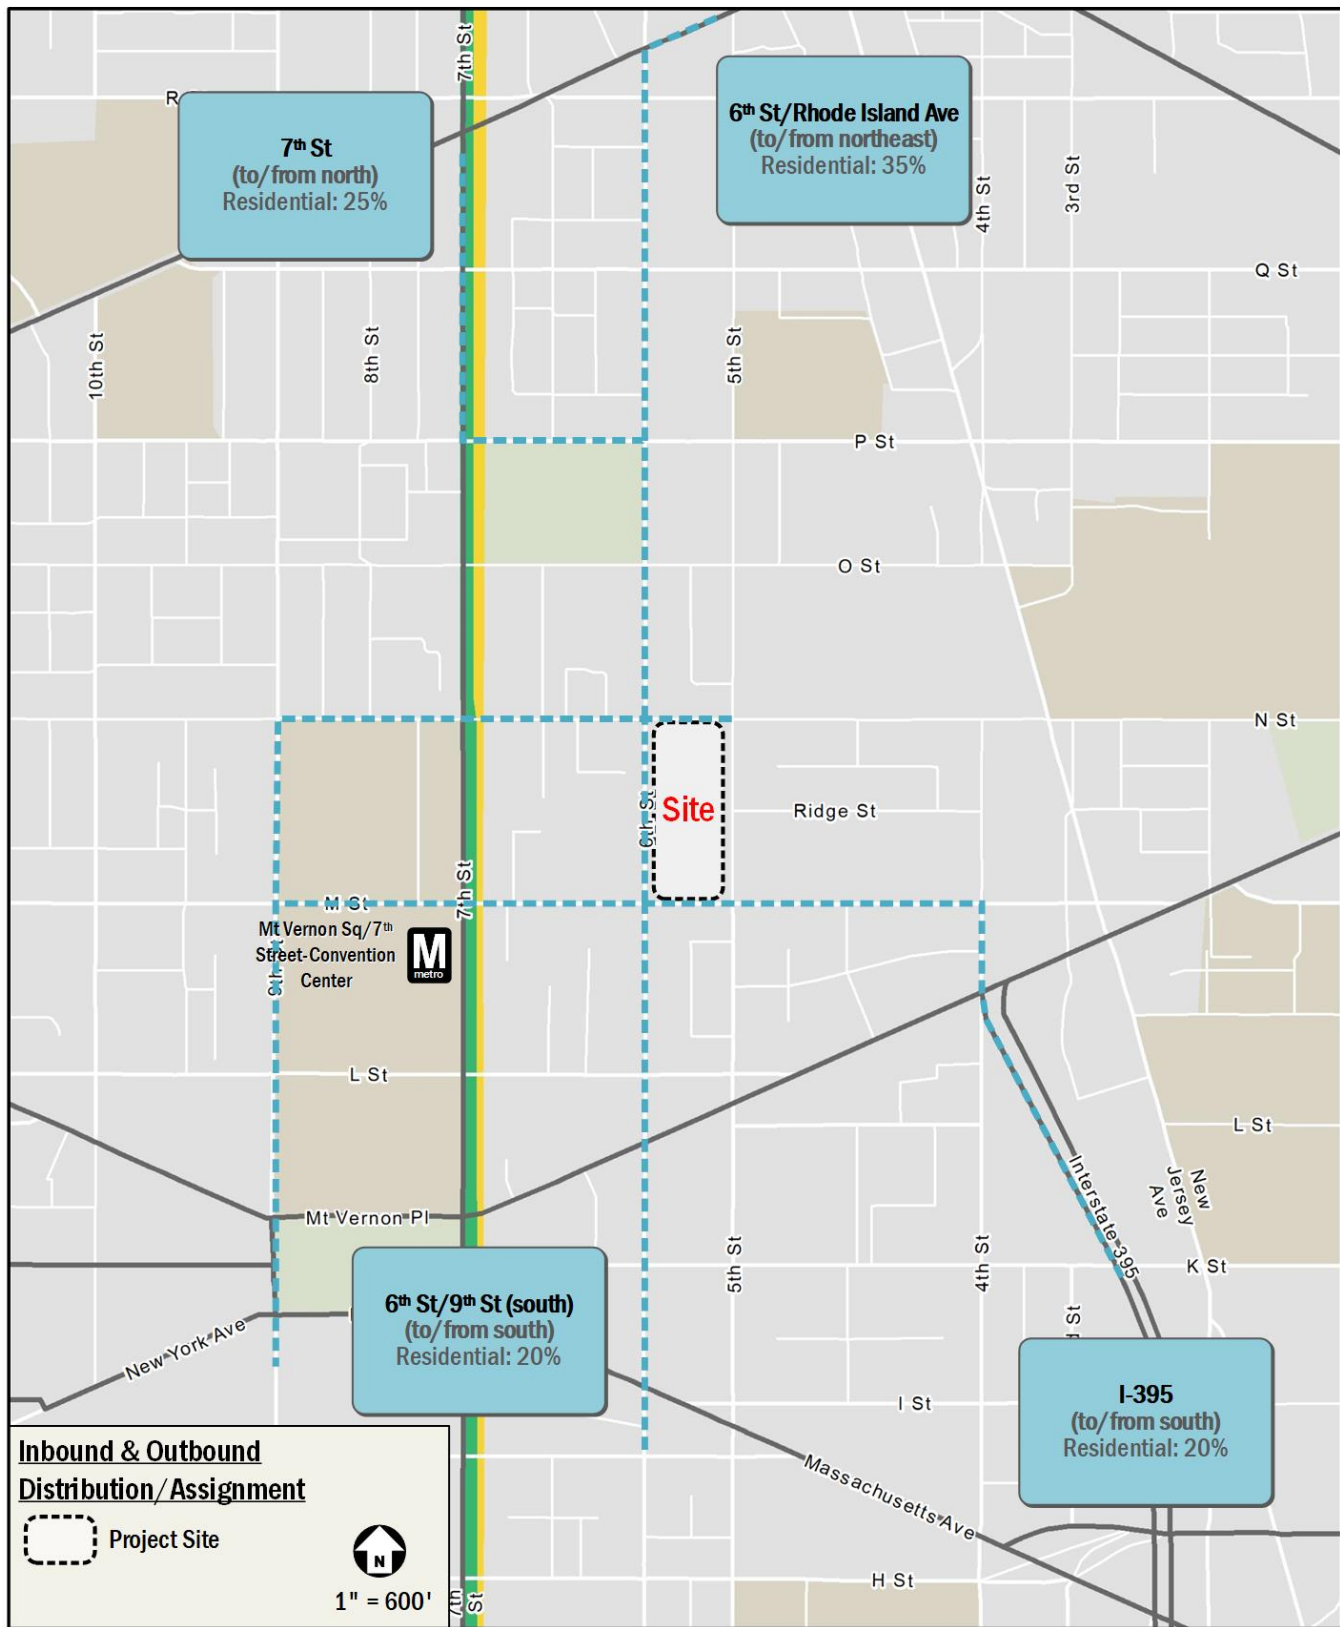 7th St
R
7th St
(to/from north)
Residential: 25%
6th St/Rhode Island Ave
(to/from northeast)
Residential: 35%
4th St
3rd St
Q St
10th St
8th St
5th St
P St
O St
N St
6th St
Site
Ridge St
7th St
M St
Mt Vernon Sq/7th
Street-Convention
Center
M
metro
9th St
L St
L St
Mt Vernon Pl
Interstate 395
New
Jersey
Ave
K St
5th St
4th St
6th St/9th St (south)
(to/from south)
Residential: 20%
New York Ave
I St
I-395
(to/from south)
Residential: 20%
Massachusetts Ave
H St
7th
St
Inbound & Outbound
Distribution/Assignment
Project Site
N
1" = 600'